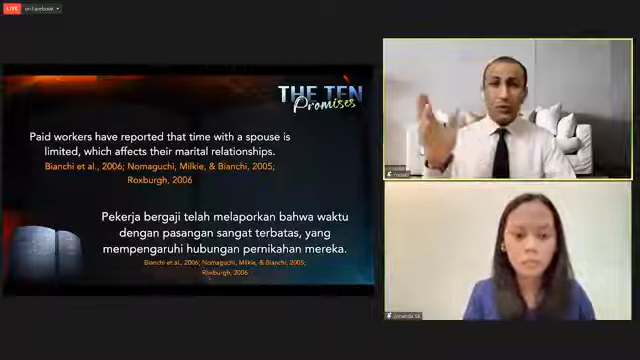 LIVE on Facebook
THE TEN
Promises
Paid workers have reported that time with a spouse is
limited, which affects their marital relationships.
Bianchi et al., 2006; Nomaguchi, Milkie, & Bianchi, 2005;
Roxburgh, 2006
Pekerja bergaji telah melaporkan bahwa waktu
dengan pasangan sangat terbatas, yang
mempengaruhi hubungan pernikahan mereka.
Bianchi et al., 2006; Nomaguchi, Milkie, & Bianchi, 2005;
Roxburgh, 2006